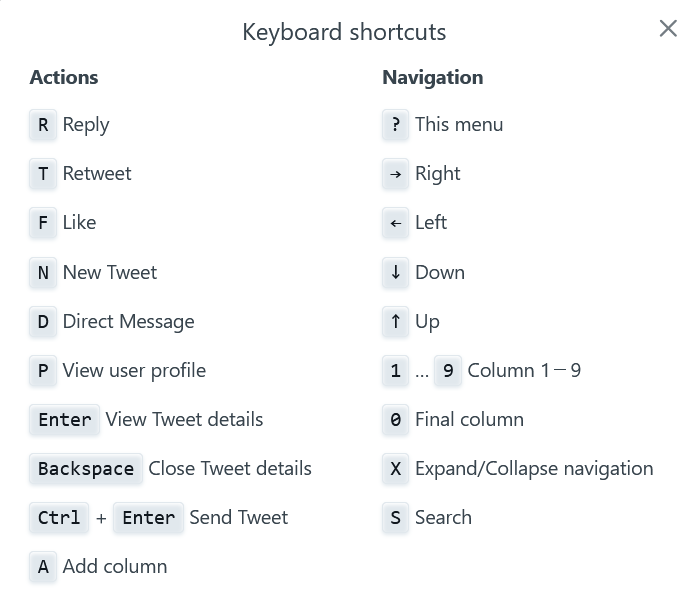 Keyboard shortcuts
Actions
R Reply
T Retweet
F Like
N New Tweet
D Direct Message
P View user profile
Enter View Tweet details
Backspace Close Tweet details
Ctrl + Enter Send Tweet
A Add column
Navigation
? This menu
→ Right
← Left
↓ Down
↑ Up
1 ... 9 Column 1—9
0 Final column
X Expand/Collapse navigation
S Search